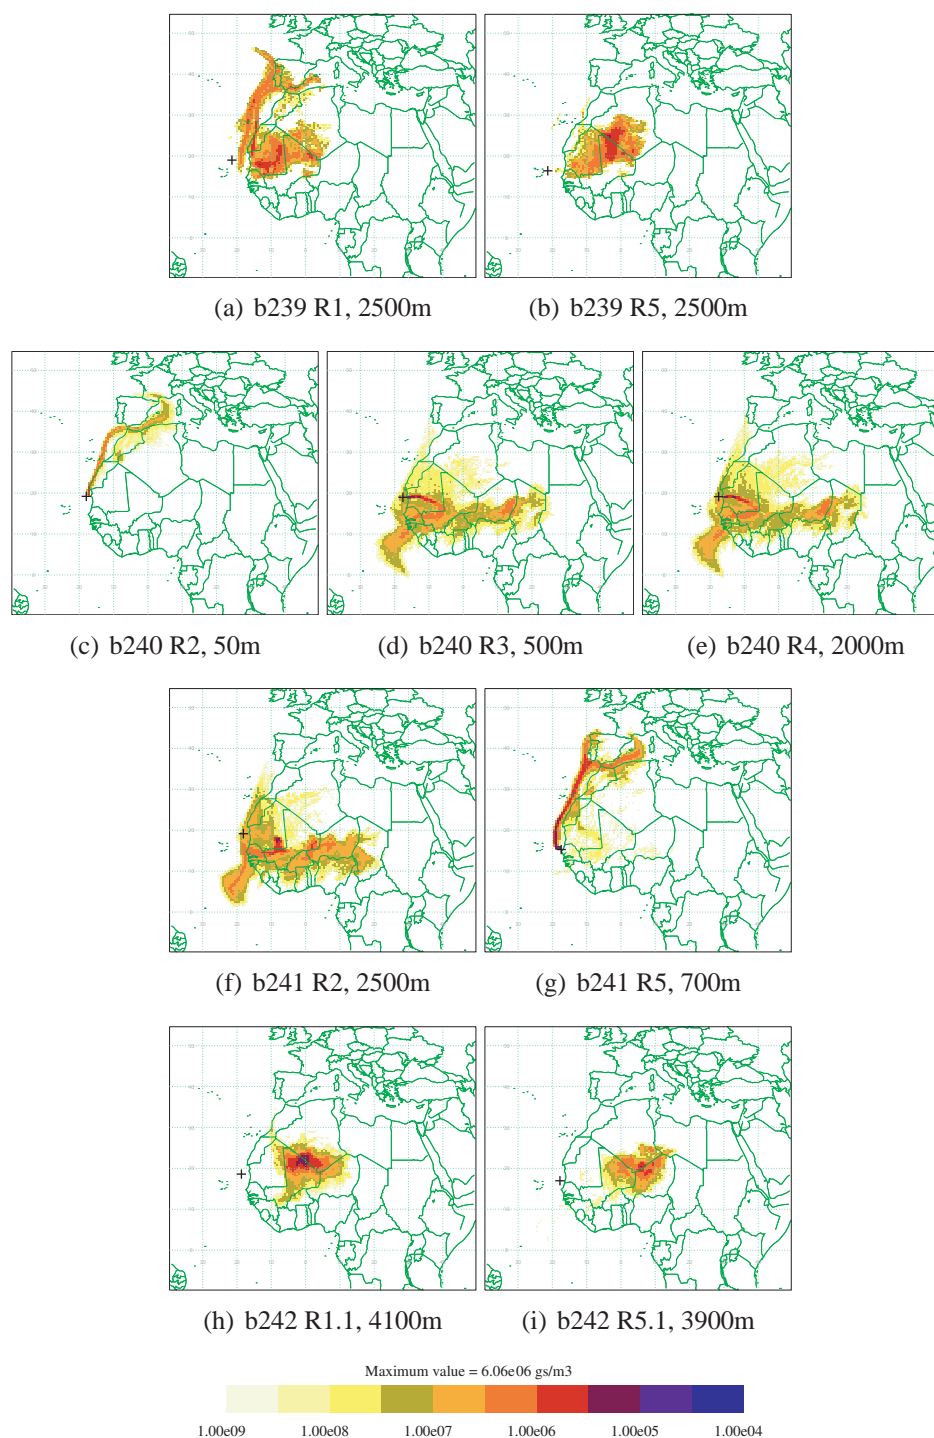 (a) b239 R1, 2500m
(b) b239 R5, 2500m
(c) b240 R2, 50m
(d) b240 R3, 500m
(e) b240 R4, 2000m
(f) b241 R2, 2500m
(g) b241 R5, 700m
(h) b242 R1.1, 4100m
(i) b242 R5.1, 3900m
Maximum value = 6.06e06 gs/m3
1.00e09 1.00e08 1.00e07 1.00e06 1.00e05 1.00e04